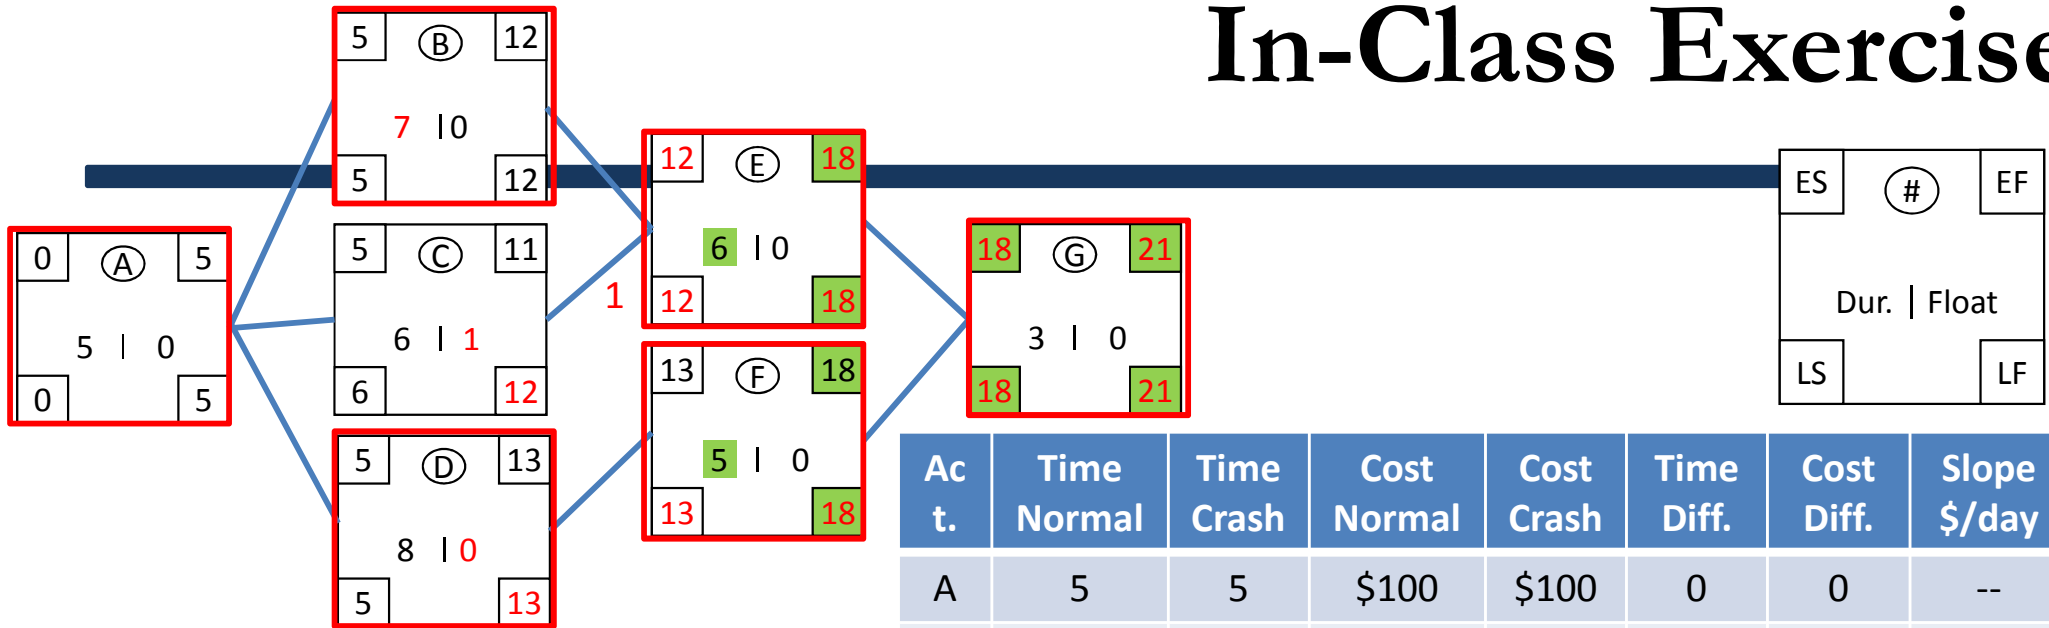 In-Class Exercise
5 B 12
7 | 0
5 12
0 A 5
5 | 0
0 5
5 C 11
6 | 1
6 12
5 D 13
8 | 0
5 13
1
12 E 18
6 | 0
12 18
13 F 18
5 | 0
13 18
18 G 21
3 | 0
18 21
ES # EF
Dur. | Float
LS LF
Ac Time Time Cost Cost Time Cost Slope
t. Normal Crash Normal Crash Diff. Diff. $/day
A 5 5 $100 $100 0 0 --